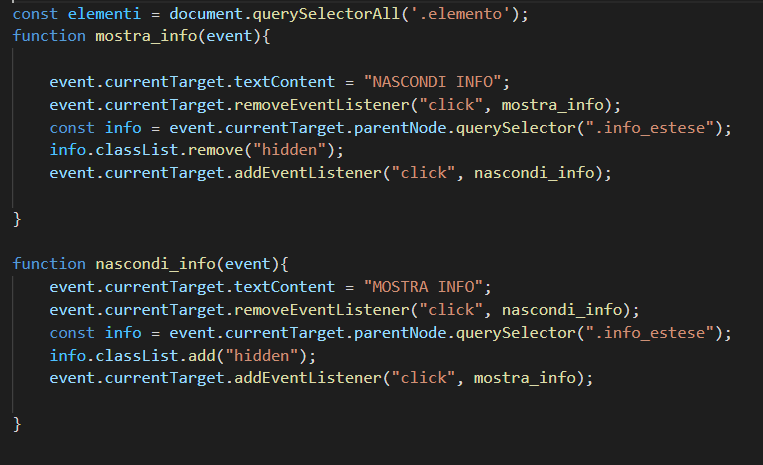 const elementi = document.querySelectorAll('.elemento');
function mostra_info(event){
event.currentTarget.textContent = "NASCONDI INFO";
event.currentTarget.removeEventListener("click", mostra_info);
const info = event.currentTarget.parentNode.querySelector(".info_estese");
info.classList.remove("hidden");
event.currentTarget.addEventListener("click", nascondi_info);
}
function nascondi_info(event){
event.currentTarget.textContent = "MOSTRA INFO";
event.currentTarget.removeEventListener("click", nascondi_info);
const info = event.currentTarget.parentNode.querySelector(".info_estese");
info.classList.add("hidden");
event.currentTarget.addEventListener("click", mostra_info);
}